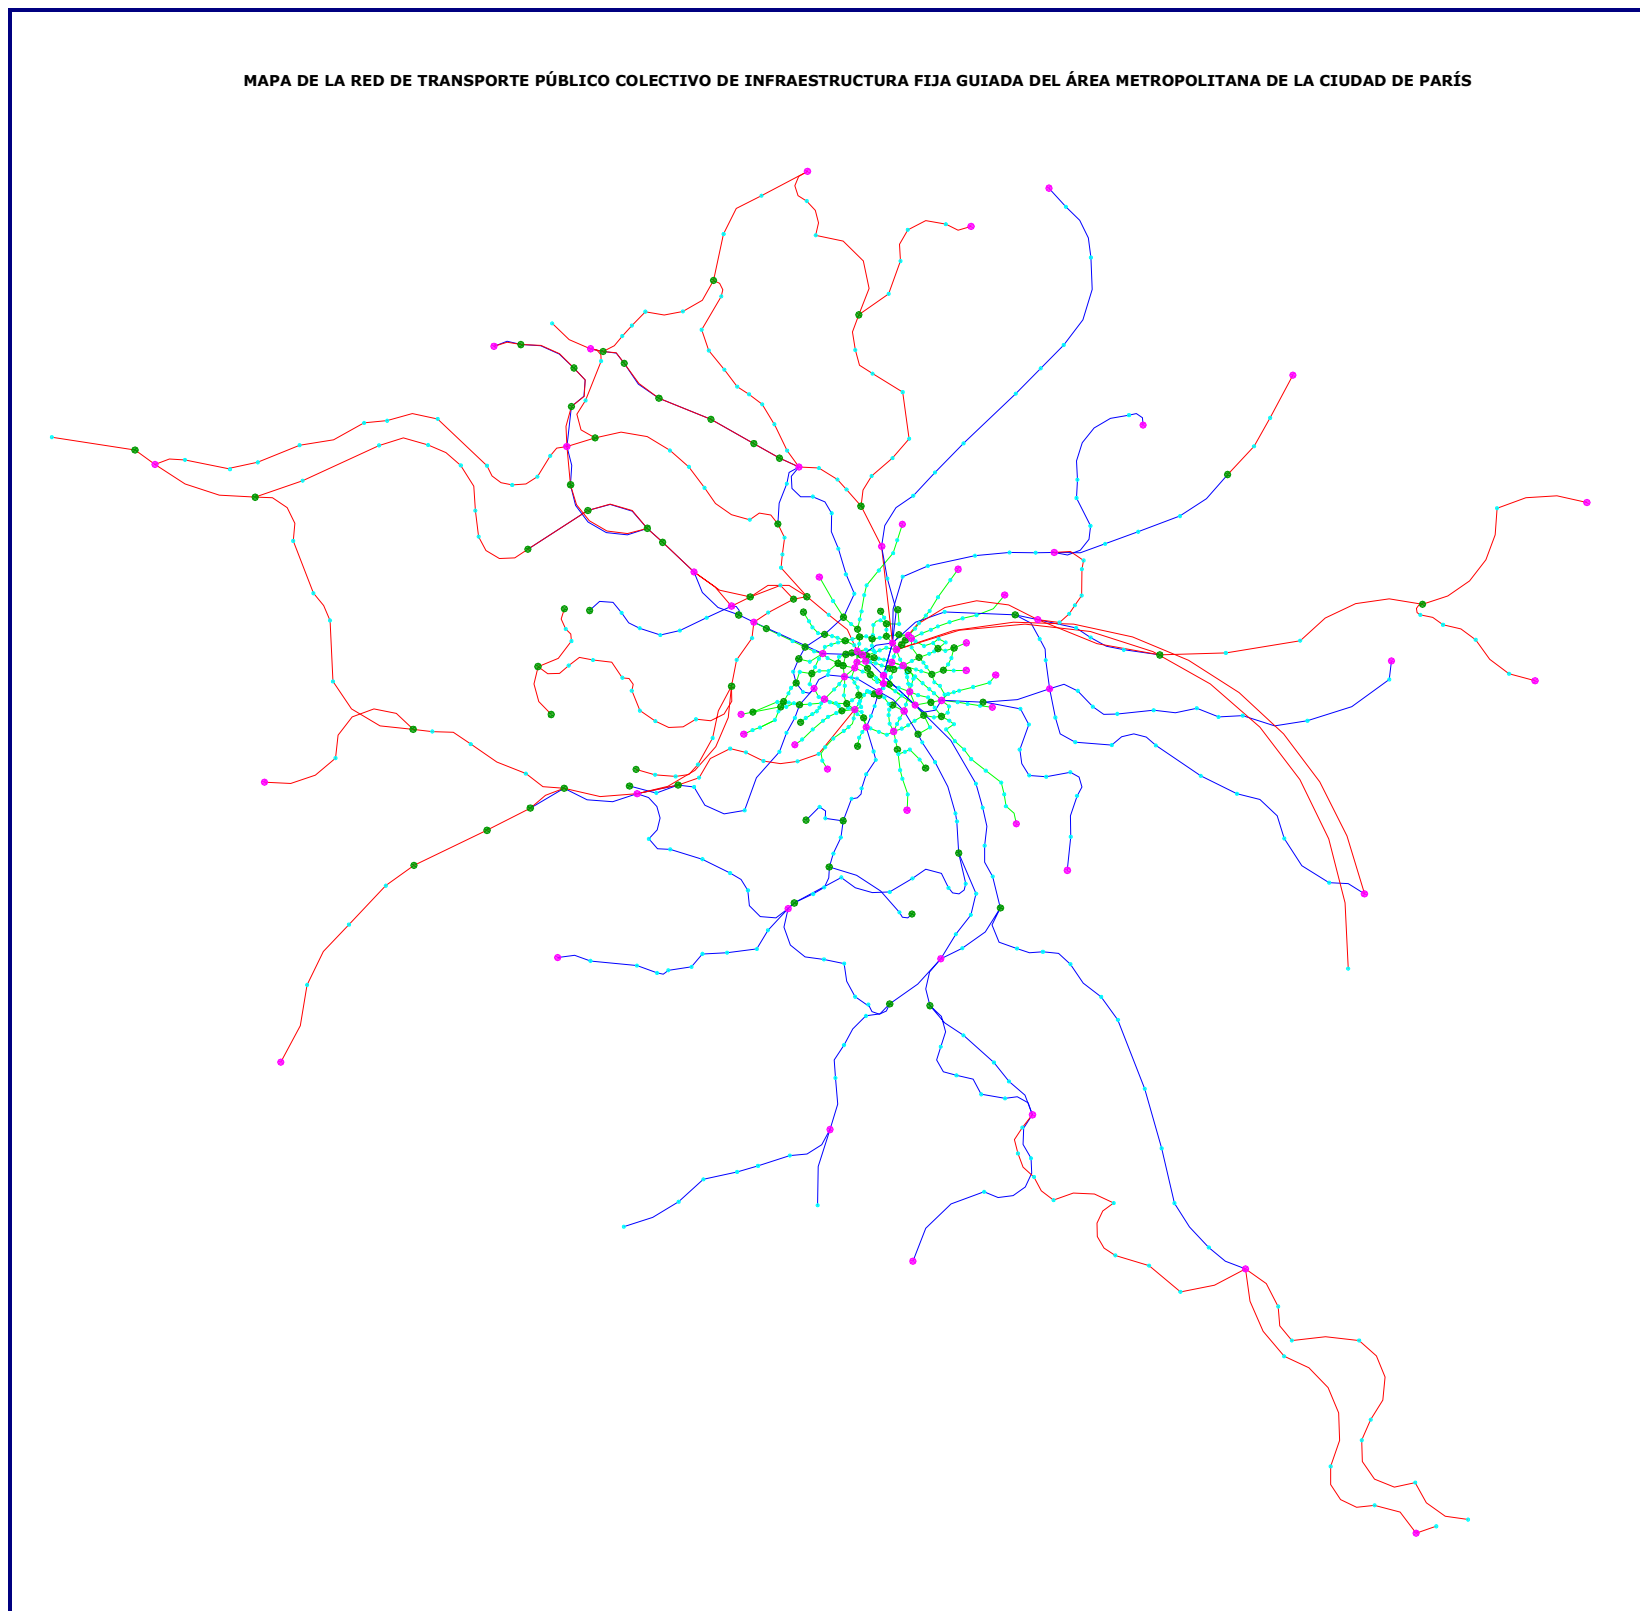 MAPA DE LA RED DE TRANSPORTE PÚBLICO COLECTIVO DE INFRAESTRUCTURA FIJA GUIADA DEL ÁREA METROPOLITANA DE LA CIUDAD DE PARÍS